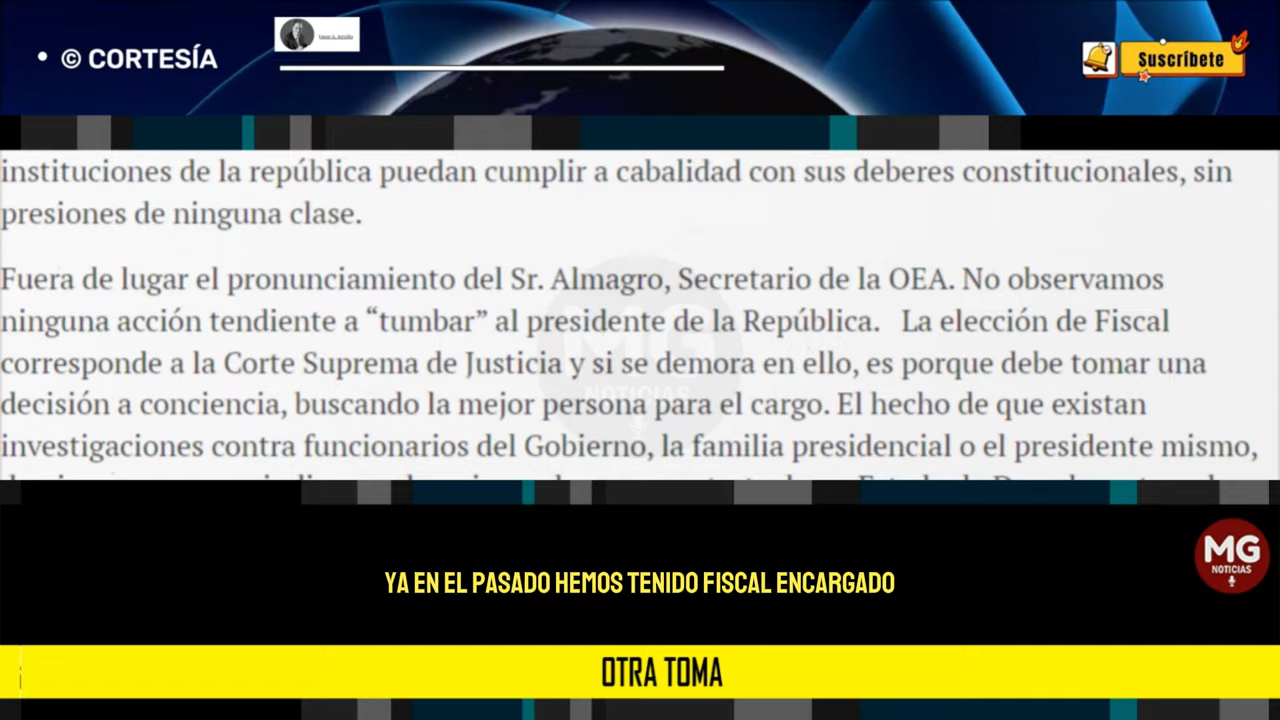 • © CORTESÍA
Suscríbete
instituciones de la república puedan cumplir a cabalidad con sus deberes constitucionales, sin
presiones de ninguna clase.
Fuera de lugar el pronunciamiento del Sr. Almagro, Secretario de la OEA. No observamos
ninguna acción tendiente a “tumbar” al presidente de la República. La elección de Fiscal
corresponde a la Corte Suprema de Justicia y si se demora en ello, es porque debe tomar una
decisión a conciencia, buscando la mejor persona para el cargo. El hecho de que existan
investigaciones contra funcionarios del Gobierno, la familia presidencial o el presidente mismo,
MG
NOTICIAS
MG
NOTICIAS
YA EN EL PASADO HEMOS TENIDO FISCAL ENCARGADO
OTRA TOMA